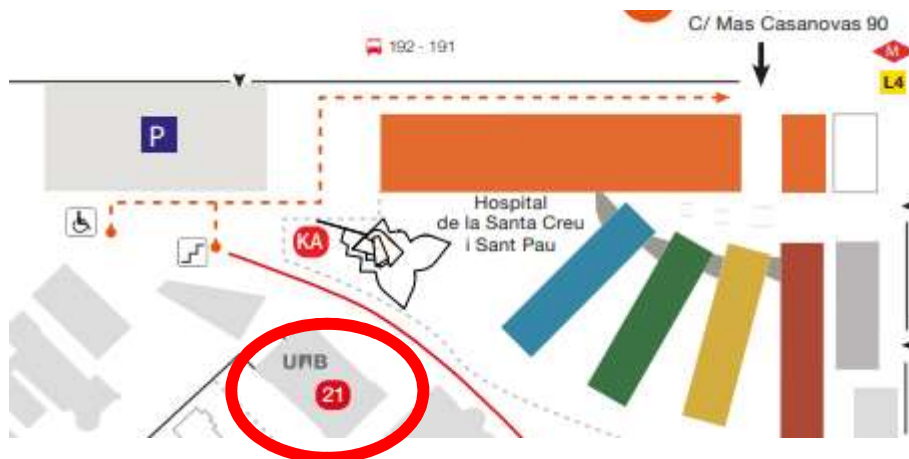 C/ Mas Casanovas 90
192 - 191
M
L4
P
Hospital
de la Santa Creu
i Sant Pau
KA
UAB
21